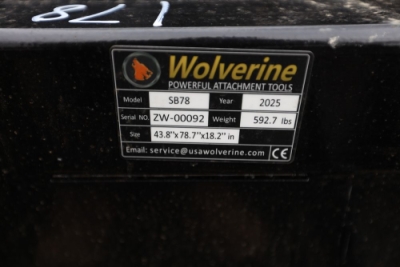 178
Wolverine
POWERFUL ATTACHMENT TOOLS
Model SB78 Year 2025
Serial NO. ZW-00092 Weight 592.7 lbs
Size 43.8"x78.7"x18.2" in
Email: service@usawolverine.com CE